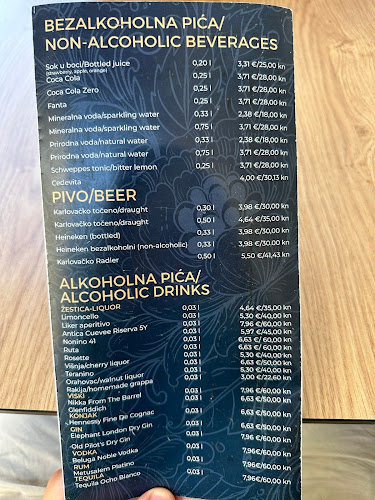 BEZALKOHOLNA PIĆA/
NON-ALCOHOLIC BEVERAGES
Sok u boci/Bottled juice 0,20 l 3,31 €/25,00 kn
(strawberry, apple, orange)
Coca Cola 0,25 l 3,71 €/28,00 kn
Coca Cola Zero 0,25 l 3,71 €/28,00 kn
Fanta 0,25 l 3,71 €/28,00 kn
Mineralna voda/sparkling water 0,33 l 2,38 €/18,00 kn
Mineralna voda/sparkling water 0,75 l 3,71 €/28,00 kn
Prirodna voda/natural water 0,33 l 2,38 €/18,00 kn
Prirodna voda/natural water 0,75 l 3,71 €/28,00 kn
Schweppes tonic/bitter lemon 0,25 l 3,71 €/28,00 kn
Cedevita 4,00 €/30,13 kn
PIVO/BEER
Karlovačko točeno/draught 0,30 l 3,98 €/30,00 kn
Karlovačko točeno/draught 0,50 l 4,64 €/35,00 kn
Heineken (bottled) 0,33 l 3,98 €/30,00 kn
Heineken bezalkoholni (non-alcoholic) 0,33 l 3,98 €/30,00 kn
Karlovačko Radler 0,50 l 5,50 €/41,43 kn
ALKOHOLNA PIĆA/
ALCOHOLIC DRINKS
ŽESTICA-LIQUOR
Limoncello 0,03 l 4,64 €/35,00 kn
Liker aperitivo 0,03 l 5,30 €/40,00 kn
Antica Cuevee Riserva 5Y 0,03 l 7,96 €/60,00 kn
Nonino 41 0,03 l 5,97 €/45,00 kn
Ruta 0,03 l 6,63 €/ 60,00 kn
Rosette 0,03 l 6,63 €/ 60,00 kn
Višnja/cherry liquor 0,03 l 5,30 €/40,00 kn
Teranino 0,03 l 5,30 €/40,00 kn
Orahovac/walnut liquor 0,03 l 5,30 €/40,00 kn
Rakija/homemade grappa 0,03 l 3,00 €/22,60 kn
VISKI
Nikka From The Barrel 0,03 l 7,96 €/60,00 kn
Glenfiddich 0,03 l 6,63 €/50,00 kn
KONJAK
Hennessy Fine De Cognac 0,03 l 6,63 €/50,00 kn
GIN
Elephant London Dry Gin 0,03 l 6,63 €/50,00 kn
Old Pilot's Dry Gin 0,03 l 7,96 €/60,00 kn
VODKA
Beluga Noble Vodka 0,03 l 7,96€/60,00 kn
RUM
Metusalem Platino 0,03 l 7,96€/60,00 kn
TEQUILA
Tequila Ocho Bianco 0,03 l 7,96€/60,00 kn